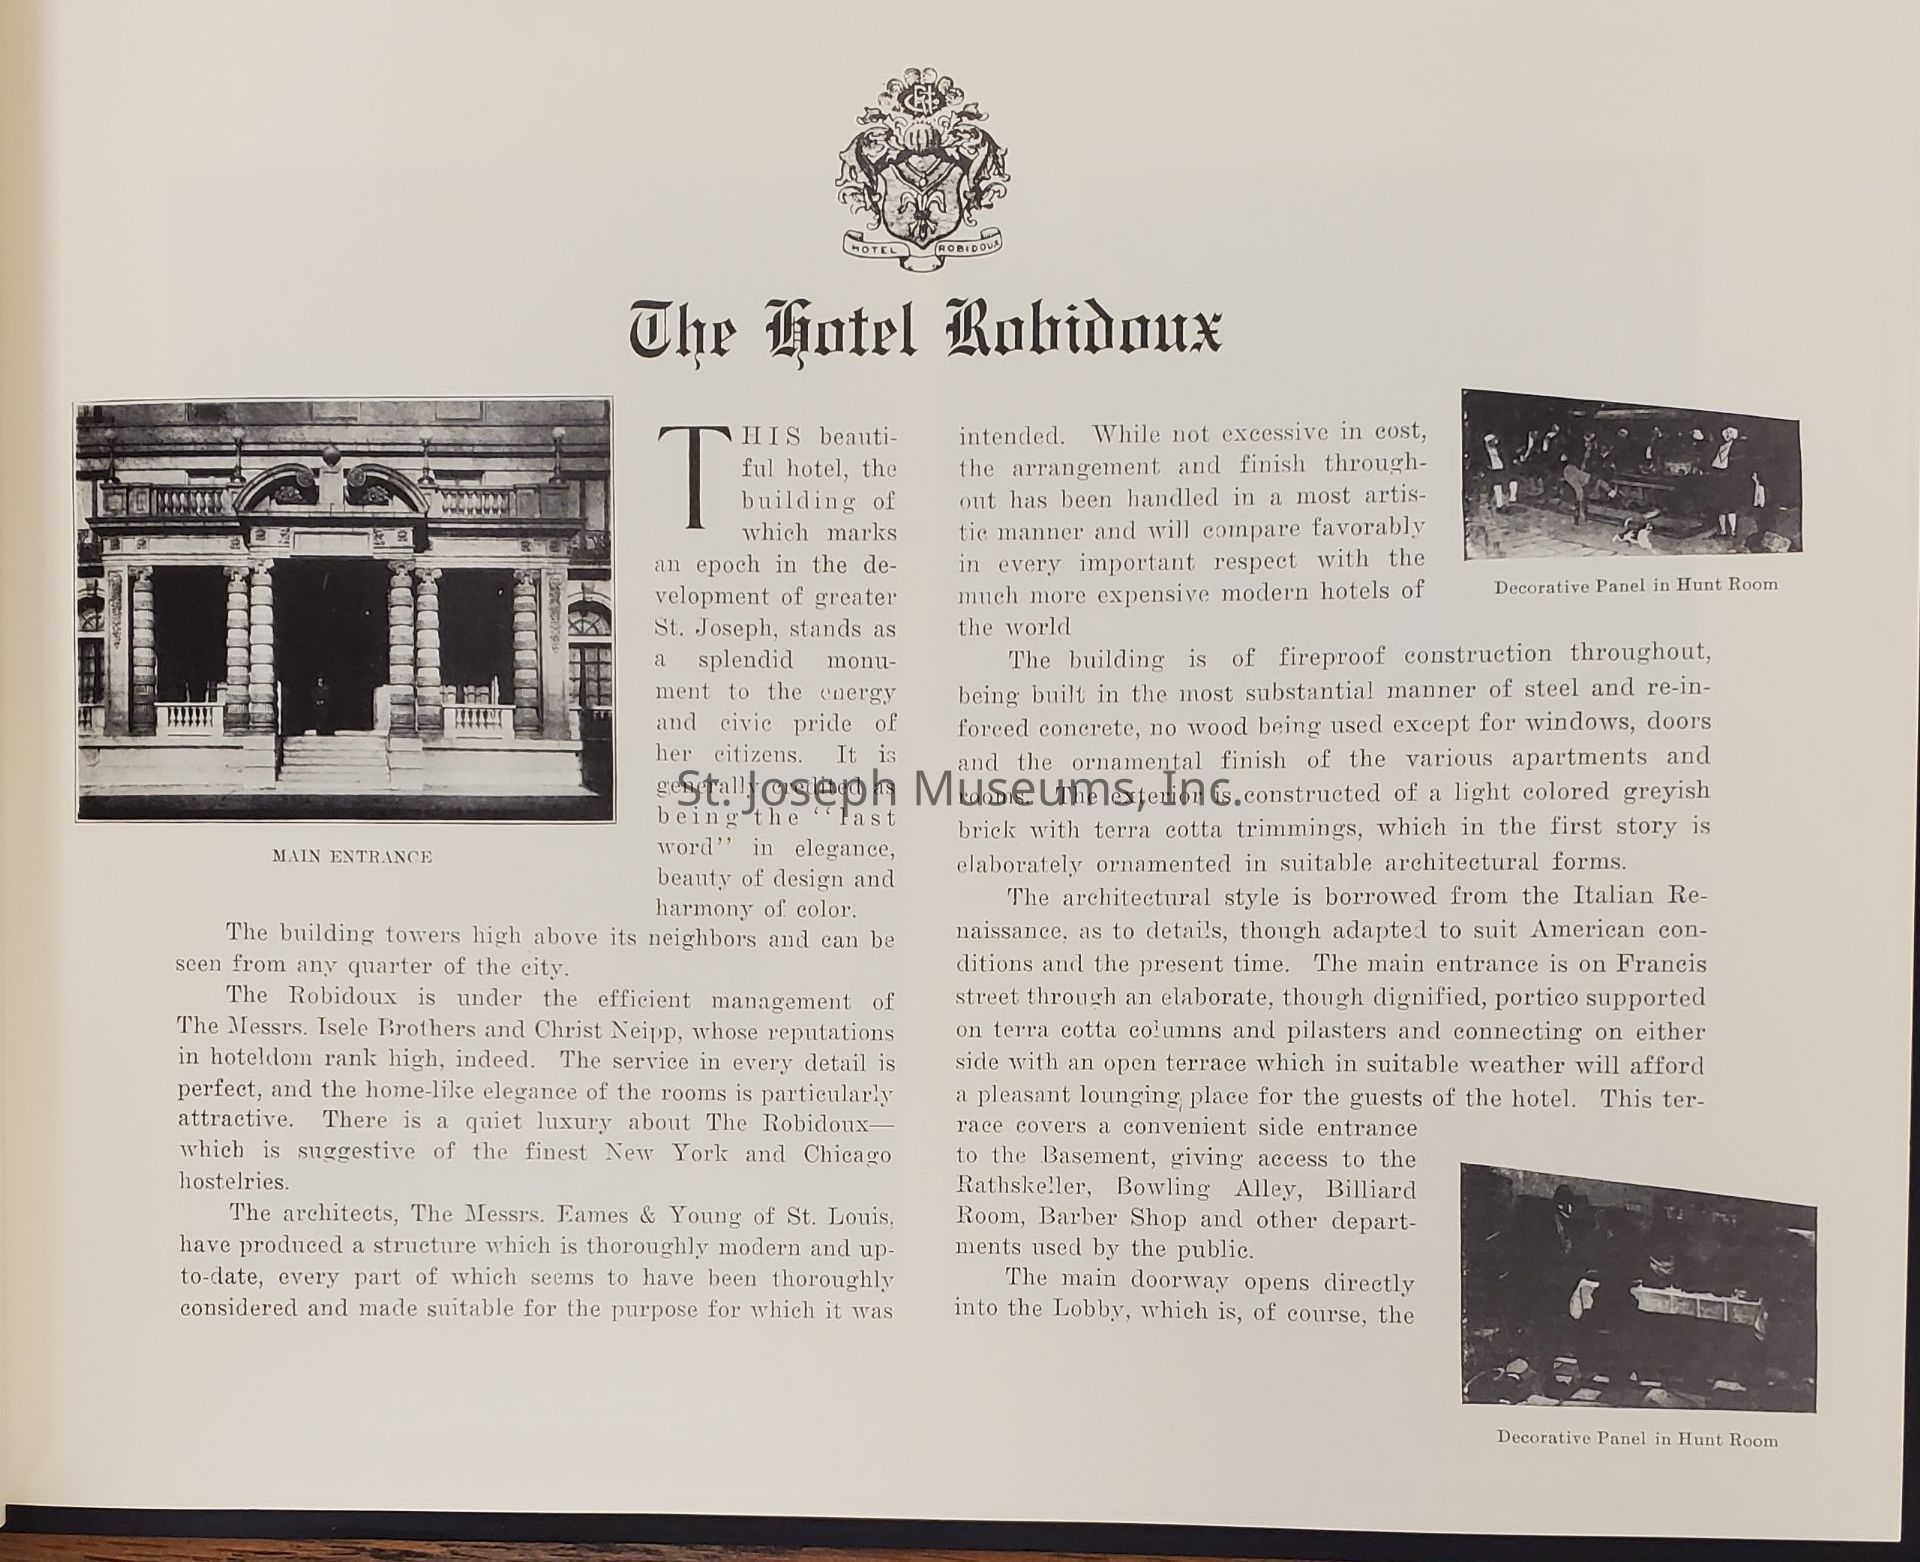 HOTEL ROBIDOUX
The Hotel Robidoux
MAIN ENTRANCE
THIS beauti-
ful hotel, the
building of
which marks
an epoch in the de-
velopment of greater
St. Joseph, stands as
a splendid monu-
ment to the energy
and civic pride of
her citizens. It is
generally credited as
being the “last
word” in elegance,
beauty of design and
harmony of color.
The building towers high above its neighbors and can be
seen from any quarter of the city.
The Robidoux is under the efficient management of
The Messrs. Isele Brothers and Christ Neipp, whose reputations
in hoteldom rank high, indeed. The service in every detail is
perfect, and the home-like elegance of the rooms is particularly
attractive. There is a quiet luxury about The Robidoux—
which is suggestive of the finest New York and Chicago
hostelries.
The architects, The Messrs. Eames & Young of St. Louis,
have produced a structure which is thoroughly modern and up-
to-date, every part of which seems to have been thoroughly
considered and made suitable for the purpose for which it was
intended. While not excessive in cost,
the arrangement and finish through-
out has been handled in a most artis-
tic manner and will compare favorably
in every important respect with the
much more expensive modern hotels of
the world
The building is of fireproof construction throughout,
being built in the most substantial manner of steel and re-in-
forced concrete, no wood being used except for windows, doors
and the ornamental finish of the various apartments and
rooms. The exterior is constructed of a light colored greyish
brick with terra cotta trimmings, which in the first story is
elaborately ornamented in suitable architectural forms.
The architectural style is borrowed from the Italian Re-
naissance, as to details, though adapted to suit American con-
ditions and the present time. The main entrance is on Francis
street through an elaborate, though dignified, portico supported
on terra cotta columns and pilasters and connecting on either
side with an open terrace which in suitable weather will afford
a pleasant lounging place for the guests of the hotel. This ter-
race covers a convenient side entrance
to the Basement, giving access to the
Rathskeller, Bowling Alley, Billiard
Room, Barber Shop and other depart-
ments used by the public.
The main doorway opens directly
into the Lobby, which is, of course, the
Decorative Panel in Hunt Room
Decorative Panel in Hunt Room
St. Joseph Museums, Inc.